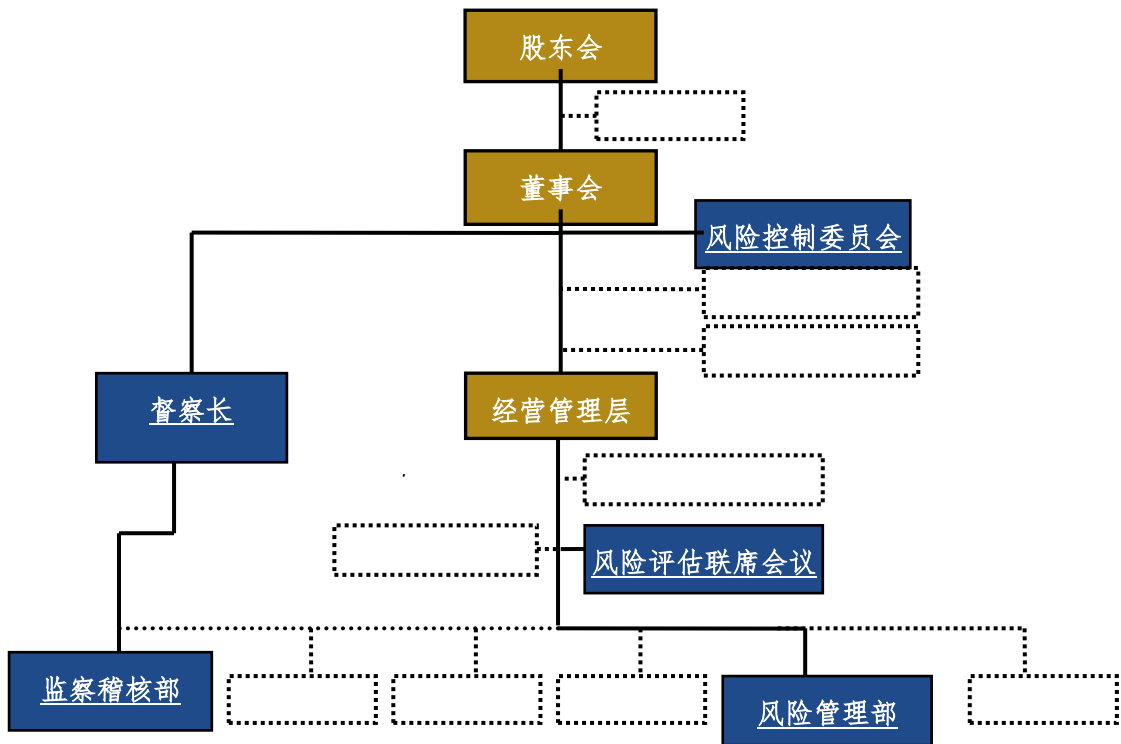 股东会
董事会
风险控制委员会
督察长
经营管理层
风险评估联席会议
监察稽核部
风险管理部